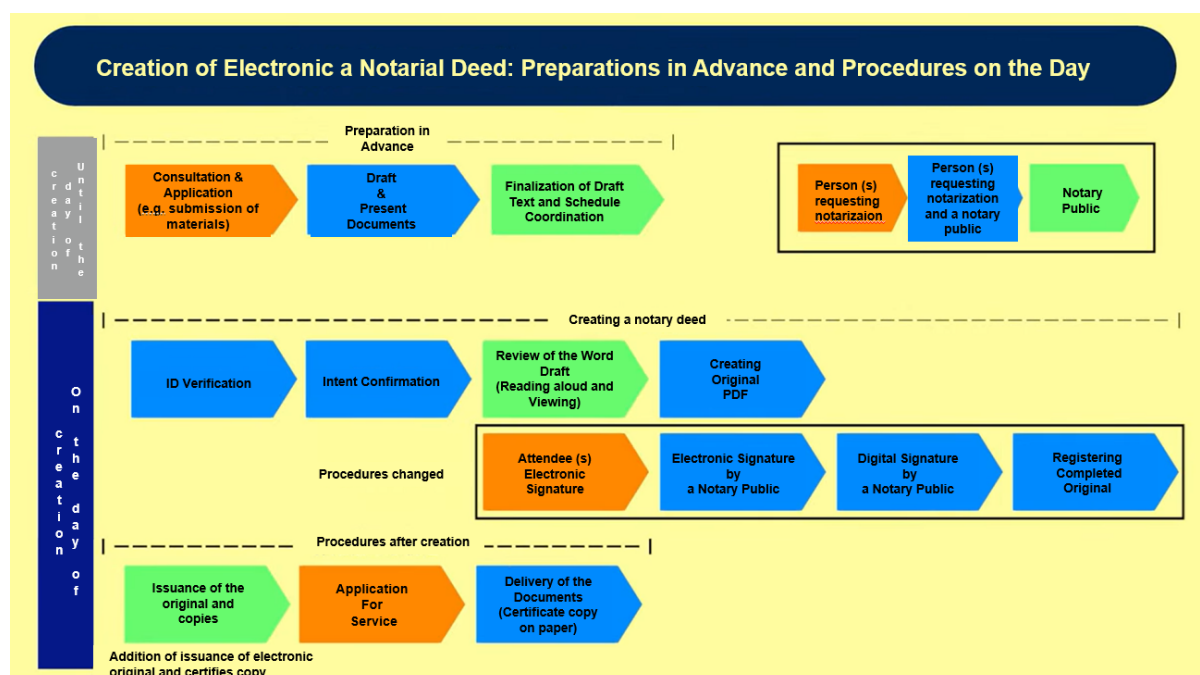 Creation of Electronic a Notarial Deed: Preparations in Advance and Procedures on the Day
Until the
day of
creation
Preparation in
Advance
Consultation &
Application
(e.g. submission of
materials)
Draft
&
Present
Documents
Finalization of Draft
Text and Schedule
Coordination
Person (s)
requesting
notarizaion
Person (s)
requesting
notarization
and a notary
public
Notary
Public
On the day of
creation
Creating a notary deed
ID Verification
Intent Confirmation
Review of the Word
Draft
(Reading aloud and
Viewing)
Creating
Original
PDF
Procedures changed
Attendee (s)
Electronic
Signature
Electronic Signature
by
a Notary Public
Digital Signature
by
a Notary Public
Registering
Completed
Original
Procedures after creation
Issuance of the
original and
copies
Application
For
Service
Delivery of the
Documents
(Certificate copy
on paper)
Addition of issuance of electronic
original and certifies copy